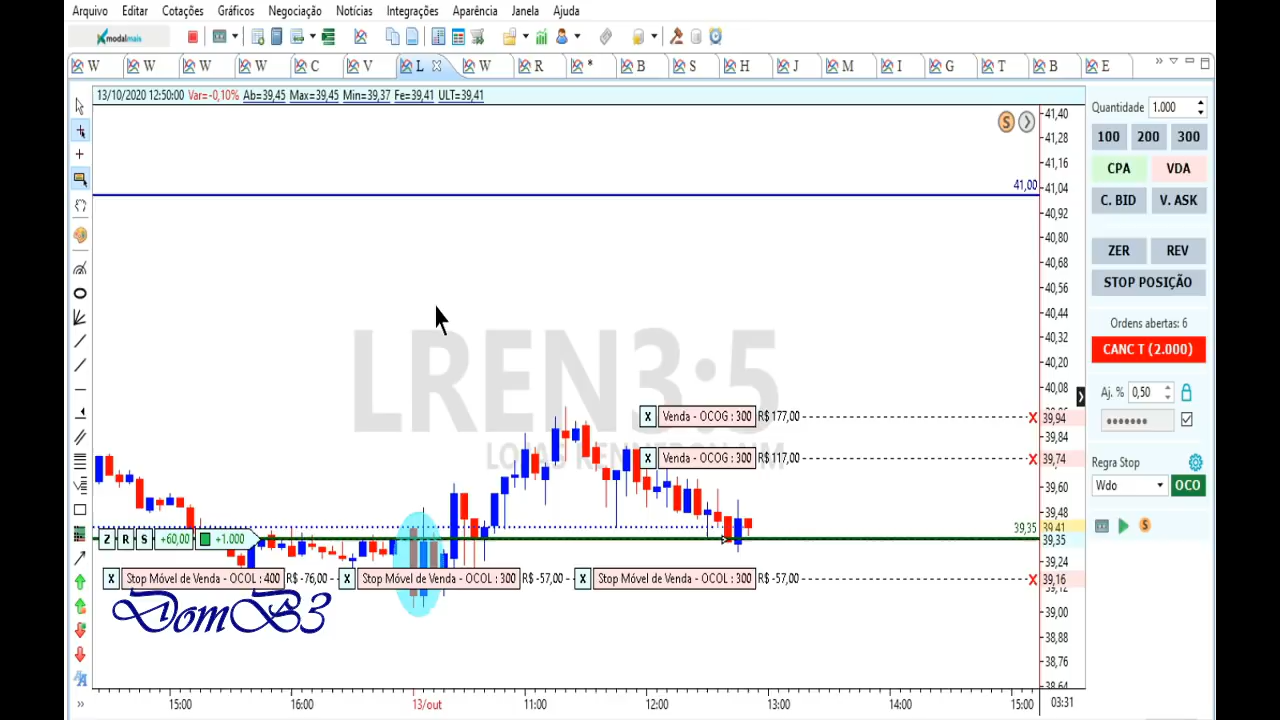 Arquivo Editar Cotações Gráficos Negociação Notícias Integrações Aparência Janela Ajuda
modalmais
W W W W C V L W R * B S H J M I G T B E
13/10/2020 12:50:00 Var=-0,10% Ab=39,45 Max=39,45 Min=39,37 Fe=39,41 ULT=39,41
Quantidade 1.000
100 200 300
CPA VDA
C. BID V. ASK
ZER REV
STOP POSIÇÃO
Ordens abertas: 6
CANC T (2.000)
Aj. % 0,50
Regra Stop
Wdo OCO
S
S
41,00
41,40
41,28
41,16
41,04
40,92
40,80
40,68
40,56
40,44
40,32
40,20
40,08
39,94
39,84
39,74
39,60
39,48
39,41
39,35
39,24
39,16
39,12
39,00
38,88
38,76
38,64
LREN3:5
Venda - OCOG : 300 R$ 177,00
Venda - OCOG : 300 R$ 117,00
39,35
Z R S +60,00 +1.000
X Stop Móvel de Venda - OCOL : 400 R$ -76,00 X Stop Móvel de Venda - OCOL : 300 R$ -57,00 X Stop Móvel de Venda - OCOL : 300 R$ -57,00
DomB3
15:00 16:00 13/out 11:00 12:00 13:00 14:00 15:00 03:31